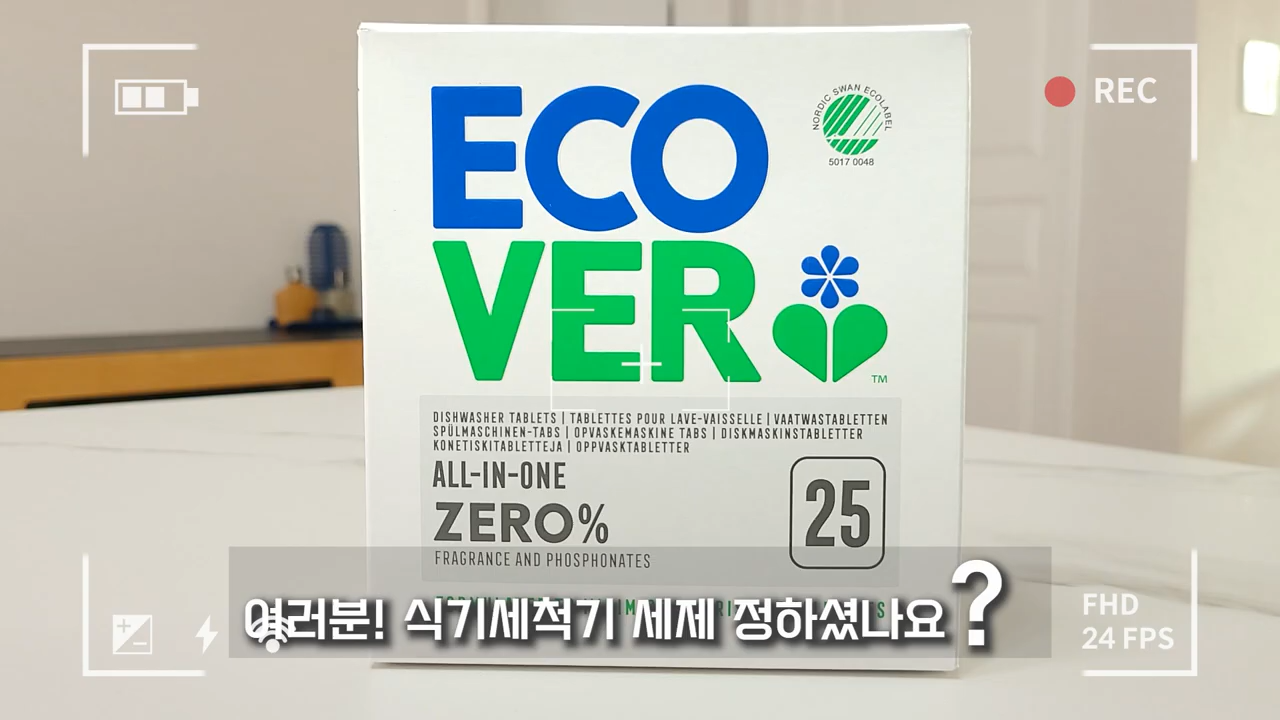 REC
ECO
VER
NORDIC SWAN ECOLABEL
5017 0048
TM
DISHWASHER TABLETS | TABLETTES POUR LAVE-VAISSELLE | VAATWASTABLETTEN
SPÜLMASCHINEN-TABS | OPVASKEMASKINE TABS | DISKMASKINSTABLETTER
KONETISKITABLETTEJA | OPPVASKTABLETTER
ALL-IN-ONE
ZERO%
25
FRAGRANCE AND PHOSPHONATES
여러분! 식기세척기 세제 정하셨나요?
FHD
24 FPS